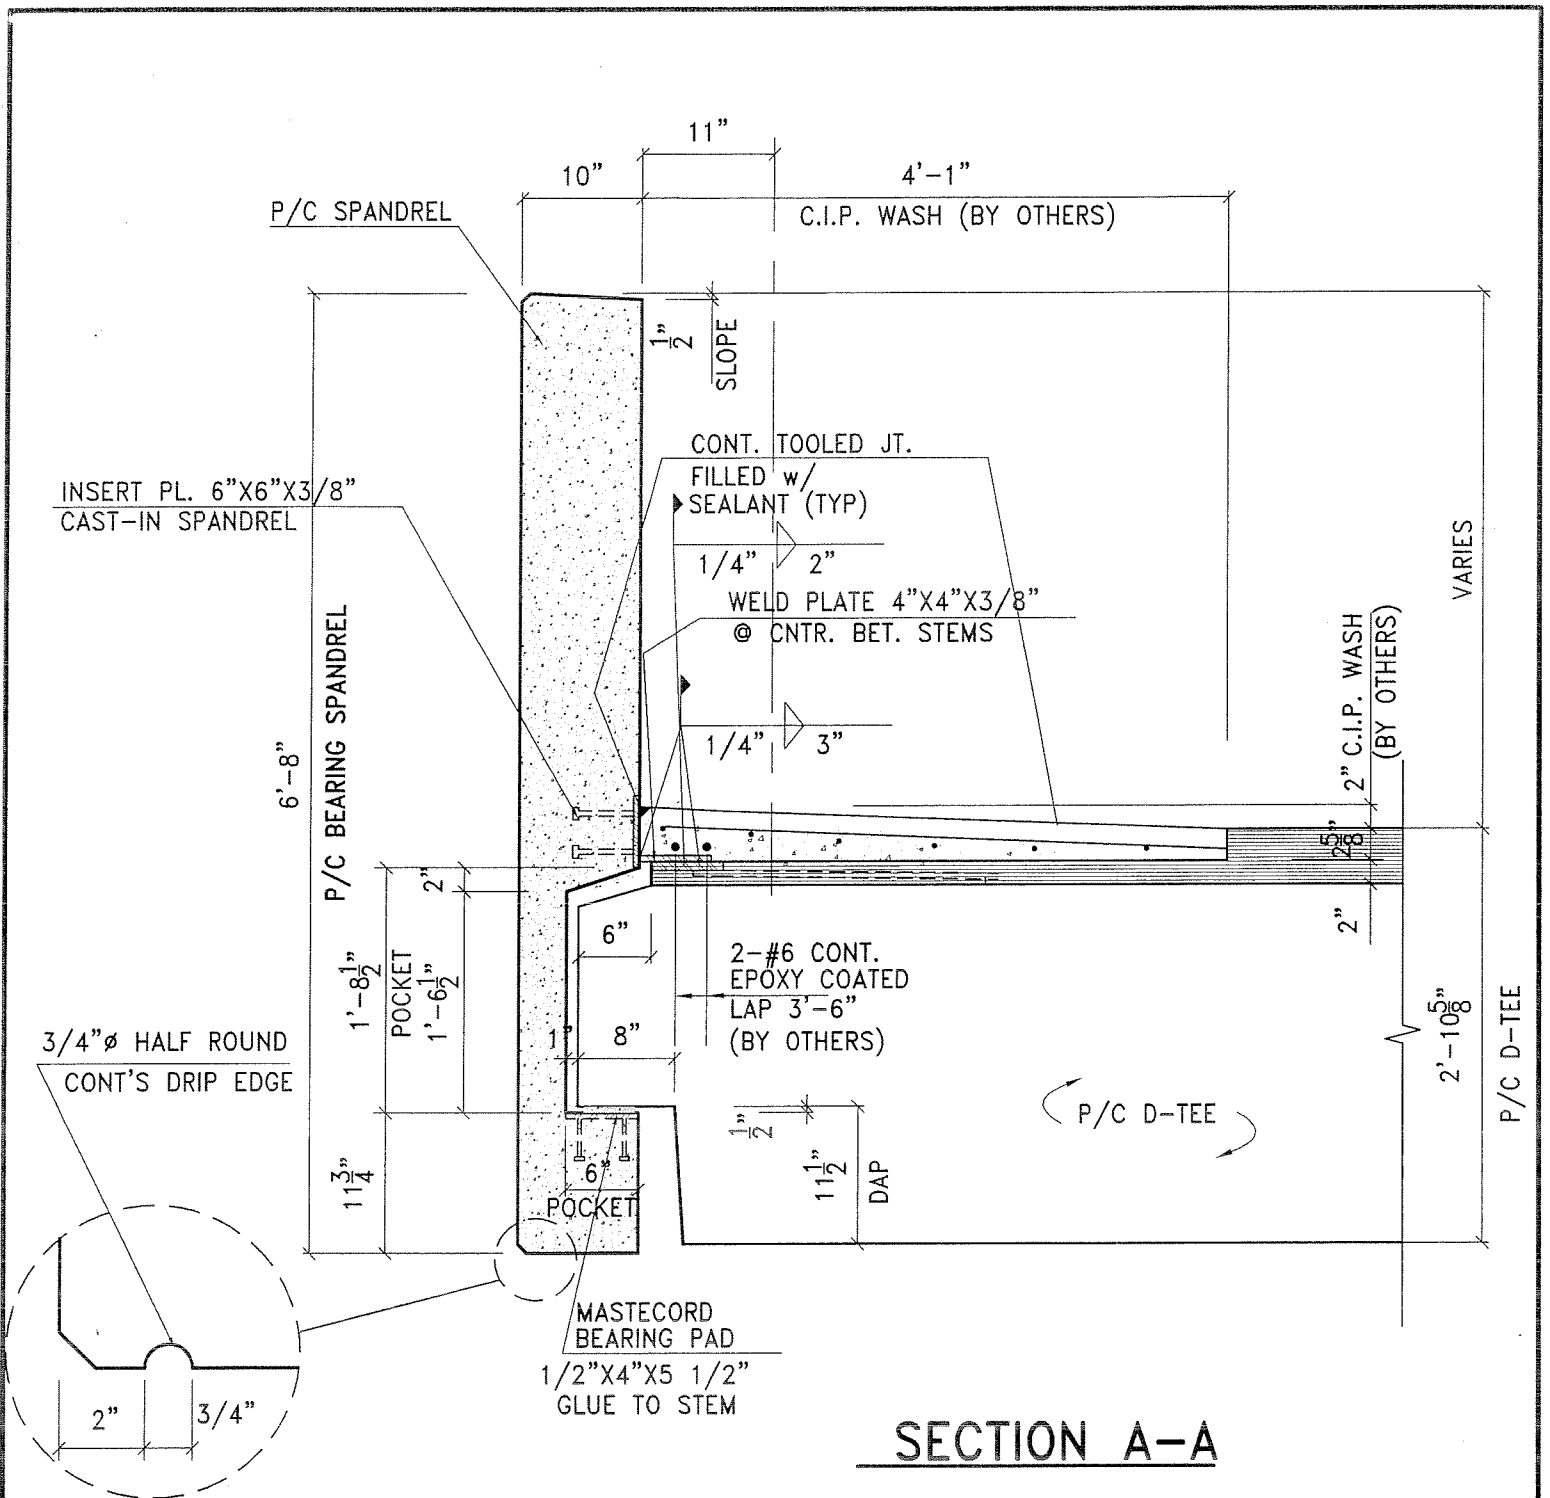 11”
10”
4’-1”
P/C SPANDREL
C.I.P. WASH (BY OTHERS)
1/2”
SLOPE
CONT. TOOLED JT.
FILLED w/
SEALANT (TYP)
INSERT PL. 6”X6”X3/8”
CAST-IN SPANDREL
1/4”
2”
VARIES
WELD PLATE 4”X4”X3/8”
@ CNTR. BET. STEMS
2” C.I.P. WASH
(BY OTHERS)
1/4”
3”
6’-8”
P/C BEARING SPANDREL
2 5/8”
2”
2”
6”
2-#6 CONT.
EPOXY COATED
LAP 3’-6”
(BY OTHERS)
1’-8 1/2”
POCKET
1’-6 1/2”
1”
8”
2’-10 5/8”
P/C D-TEE
3/4”ø HALF ROUND
CONT’S DRIP EDGE
1/2”
P/C D-TEE
11 3/4”
6”
POCKET
11 1/2”
DAP
MASTECORD
BEARING PAD
1/2”X4”X5 1/2”
GLUE TO STEM
2”
3/4”
SECTION A-A